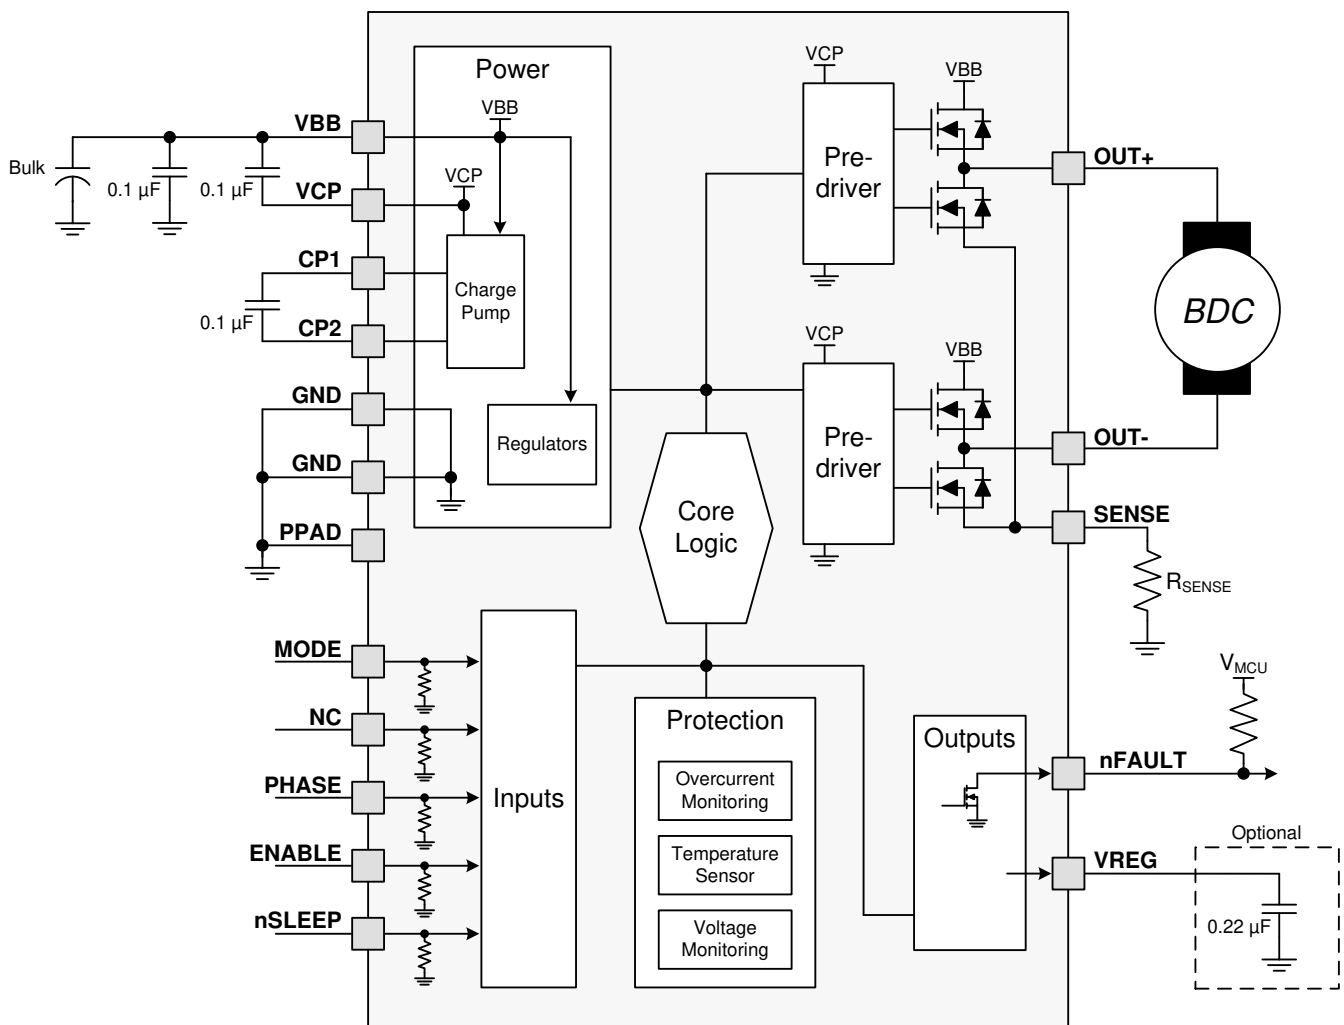 Power
VBB
VCP
Charge
Pump
Regulators
VBB
Bulk
0.1 µF
0.1 µF
VCP
CP1
0.1 µF
CP2
GND
GND
PPAD
VCP
Pre-
driver
VBB
OUT+
BDC
VCP
Pre-
driver
VBB
OUT-
SENSE
RSENSE
Core
Logic
MODE
NC
PHASE
ENABLE
nSLEEP
Inputs
Protection
Overcurrent
Monitoring
Temperature
Sensor
Voltage
Monitoring
Outputs
VMCU
nFAULT
VREG
Optional
0.22 µF